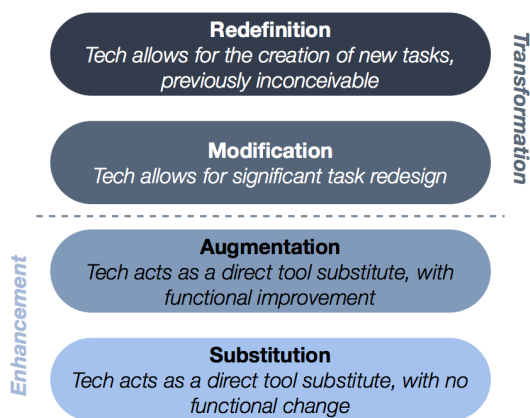 Redefinition
Tech allows for the creation of new tasks,
previously inconceivable
Modification
Tech allows for significant task redesign
Transformation
Augmentation
Tech acts as a direct tool substitute, with
functional improvement
Substitution
Tech acts as a direct tool substitute, with no
functional change
Enhancement